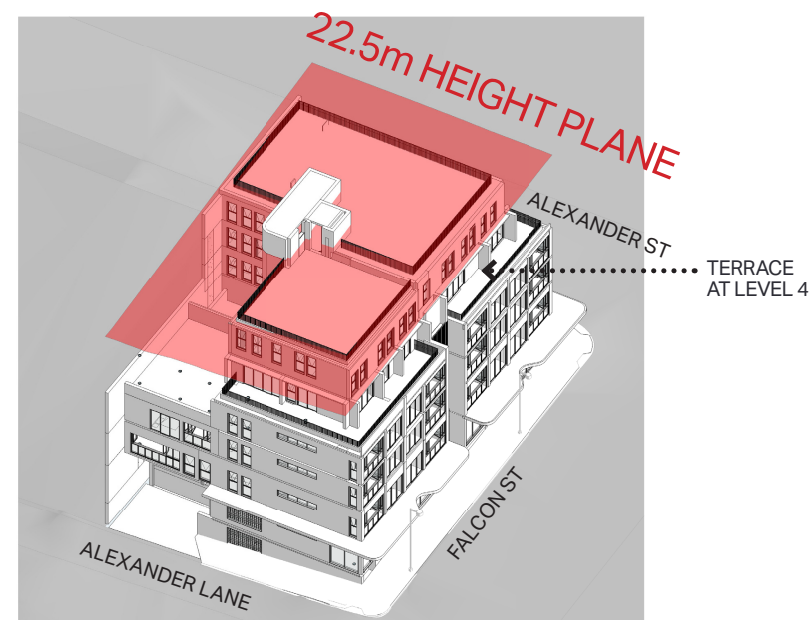 22.5m HEIGHT PLANE
ALEXANDER ST
TERRACE
AT LEVEL 4
FALCON ST
ALEXANDER LANE